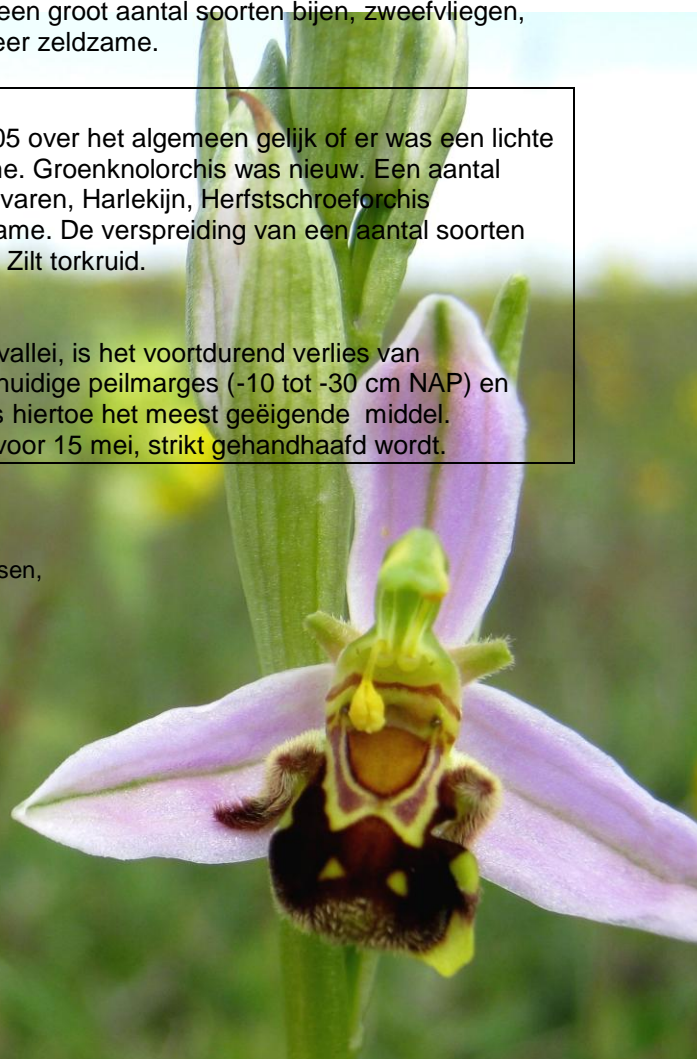 een groot aantal soorten bijen, zweefvliegen,
eer zeldzame.
05 over het algemeen gelijk of er was een lichte
ne. Groenknolorchis was nieuw. Een aantal
varen, Harlekijn, Herfstschroeforchis
ame. De verspreiding van een aantal soorten
Zilt torkruid.
vallei, is het voortdurend verlies van
huidige peilmarges (-10 tot -30 cm NAP) en
s hiertoe het meest geëigende  middel.
voor 15 mei, strikt gehandhaafd wordt.
sen,